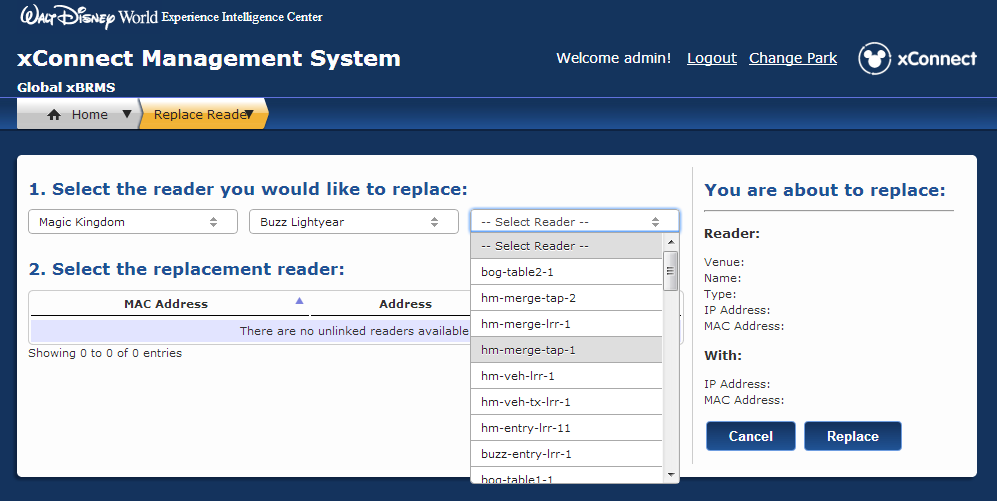 WALT DISNEY World Experience Intelligence Center
xConnect Management System
Welcome admin! Logout Change Park xConnect
Global xBRMS
Home Replace Reader
1. Select the reader you would like to replace:
Magic Kingdom Buzz Lightyear -- Select Reader --
-- Select Reader --
bog-table2-1
hm-merge-tap-2
hm-merge-lrr-1
hm-merge-tap-1
hm-veh-lrr-1
hm-veh-tx-lrr-1
hm-entry-lrr-11
buzz-entry-lrr-1
bog-table1-1
2. Select the replacement reader:
MAC Address Address
There are no unlinked readers available
Showing 0 to 0 of 0 entries
You are about to replace:
Reader:
Venue:
Name:
Type:
IP Address:
MAC Address:
With:
IP Address:
MAC Address:
Cancel Replace